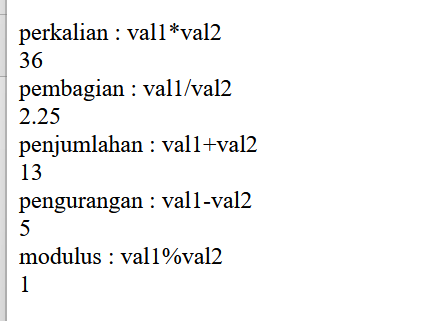 perkalian : val1*val2
36
pembagian : val1/val2
2.25
penjumlahan : val1+val2
13
pengurangan : val1-val2
5
modulus : val1%val2
1